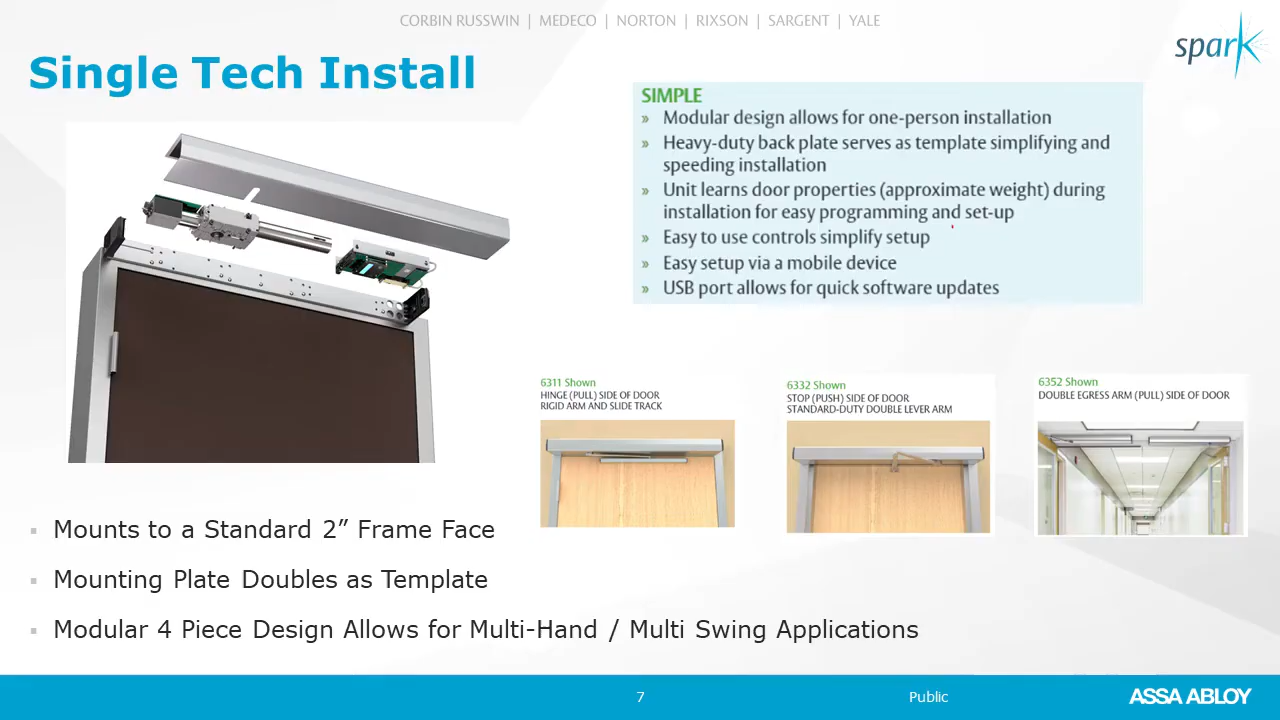 CORBIN RUSSWIN | MEDECO | NORTON | RIXSON | SARGENT | YALE
spark
Single Tech Install
SIMPLE
» Modular design allows for one-person installation
» Heavy-duty back plate serves as template simplifying and
speeding installation
» Unit learns door properties (approximate weight) during
installation for easy programming and set-up
» Easy to use controls simplify setup
» Easy setup via a mobile device
» USB port allows for quick software updates
6311 Shown
HINGE (PULL) SIDE OF DOOR
RIGID ARM AND SLIDE TRACK
6332 Shown
STOP (PUSH) SIDE OF DOOR
STANDARD-DUTY DOUBLE LEVER ARM
6352 Shown
DOUBLE EGRESS ARM (PULL) SIDE OF DOOR
▪ Mounts to a Standard 2” Frame Face
▪ Mounting Plate Doubles as Template
▪ Modular 4 Piece Design Allows for Multi-Hand / Multi Swing Applications
7
Public
ASSA ABLOY